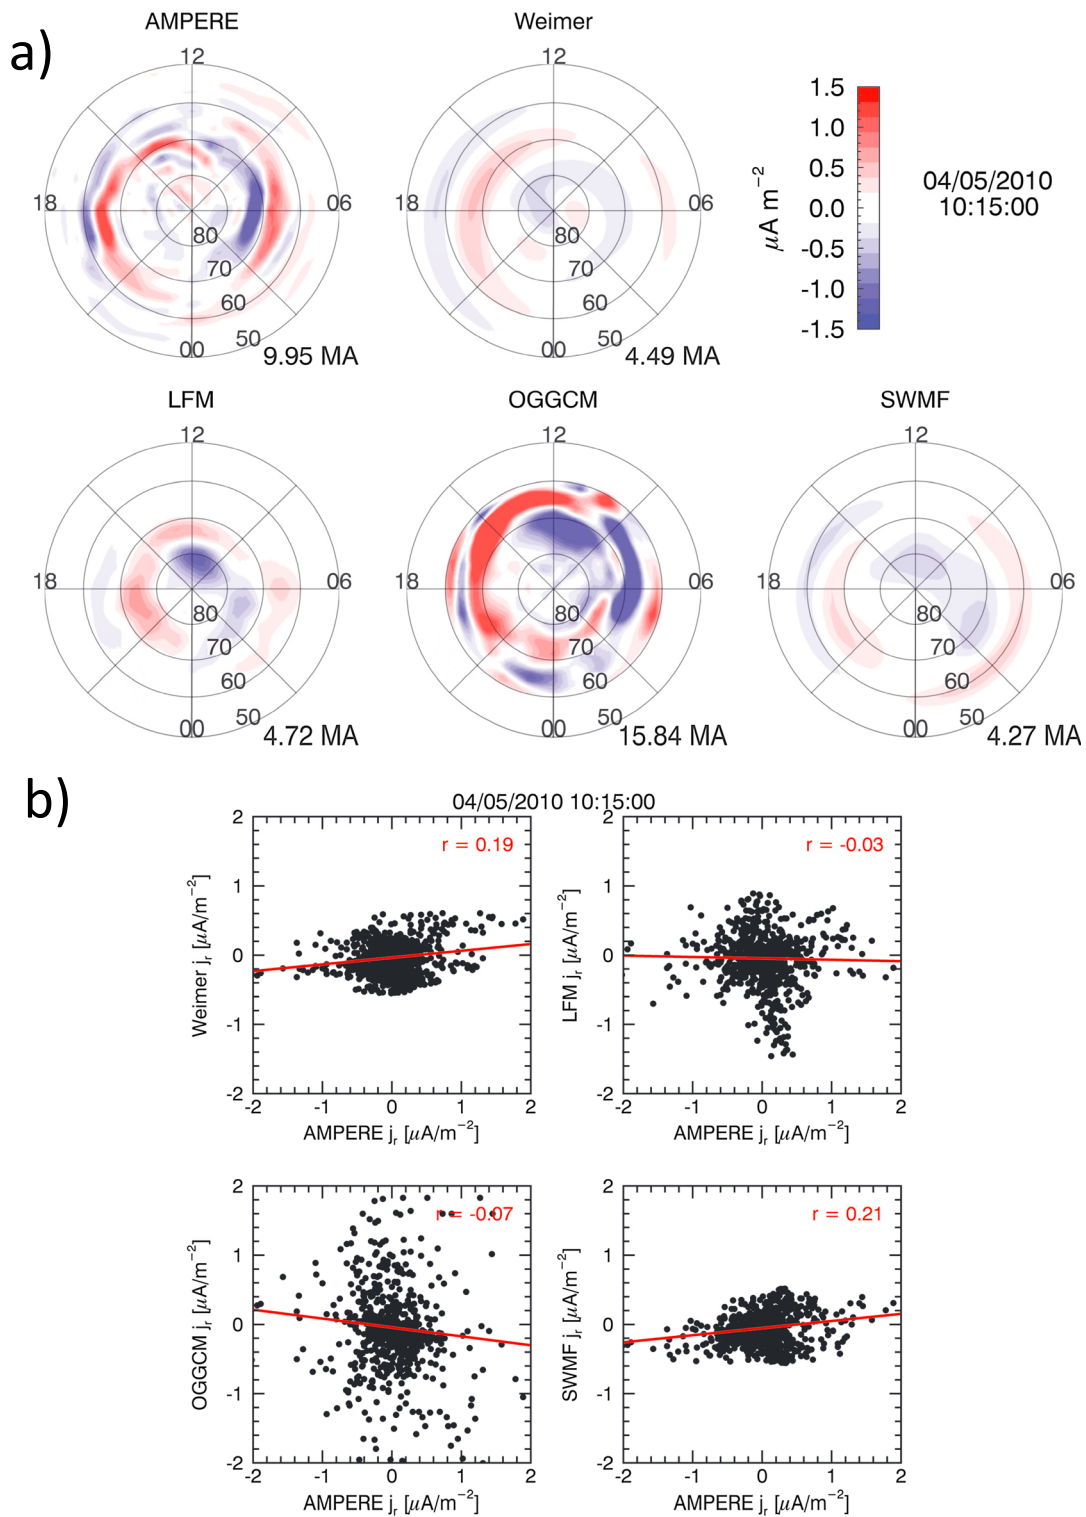 a)
AMPERE
Weimer
12
18
06
80
70
60
50
00
9.95 MA
12
18
06
80
70
60
50
00
4.49 MA
1.5
1.0
0.5
0.0
-0.5
-1.0
-1.5
μA m⁻²
04/05/2010
10:15:00
LFM
OGGCM
SWMF
12
18
06
80
70
60
50
00
4.72 MA
12
18
06
80
70
60
50
00
15.84 MA
12
18
06
80
70
60
50
00
4.27 MA
b)
04/05/2010 10:15:00
r = 0.19
Weimer jᵣ [μA/m⁻²]
2
1
0
-1
-2
-2 -1 0 1 2
AMPERE jᵣ [μA/m⁻²]
r = -0.03
LFM jᵣ [μA/m⁻²]
2
1
0
-1
-2
-2 -1 0 1 2
AMPERE jᵣ [μA/m⁻²]
r = -0.07
OGGCM jᵣ [μA/m⁻²]
2
1
0
-1
-2
-2 -1 0 1 2
AMPERE jᵣ [μA/m⁻²]
r = 0.21
SWMF jᵣ [μA/m⁻²]
2
1
0
-1
-2
-2 -1 0 1 2
AMPERE jᵣ [μA/m⁻²]